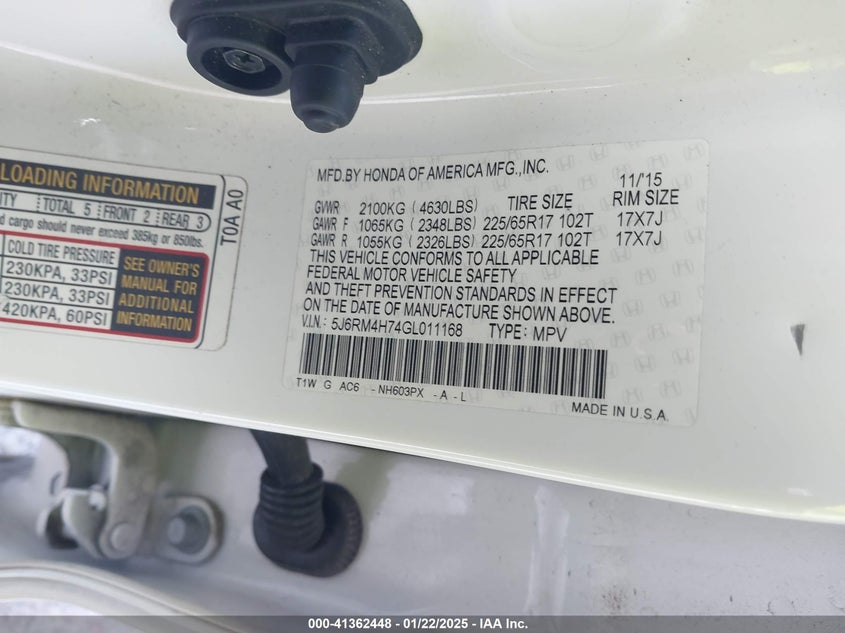 LOADING INFORMATION
TOTAL 5 FRONT 2 REAR 3
cargo should never exceed 385kg or 850lbs.
COLD TIRE PRESSURE
230KPA, 33PSI
230KPA, 33PSI
420KPA, 60PSI
SEE OWNER'S
MANUAL FOR
ADDITIONAL
INFORMATION
T0A A0
MFD.BY HONDA OF AMERICA MFG.,INC. 11/'15
GVWR 2100KG (4630LBS) TIRE SIZE RIM SIZE
GAWR F 1065KG (2348LBS) 225/65R17 102T 17X7J
GAWR R 1055KG (2326LBS) 225/65R17 102T 17X7J
THIS VEHICLE CONFORMS TO ALL APPLICABLE
FEDERAL MOTOR VEHICLE SAFETY
AND THEFT PREVENTION STANDARDS IN EFFECT
ON THE DATE OF MANUFACTURE SHOWN ABOVE.
V.I.N.: 5J6RM4H74GL011168 TYPE: MPV
T1W G AC6 - NH603PX - A - L
MADE IN U.S.A.
000-41362448 - 01/22/2025 - IAA Inc.